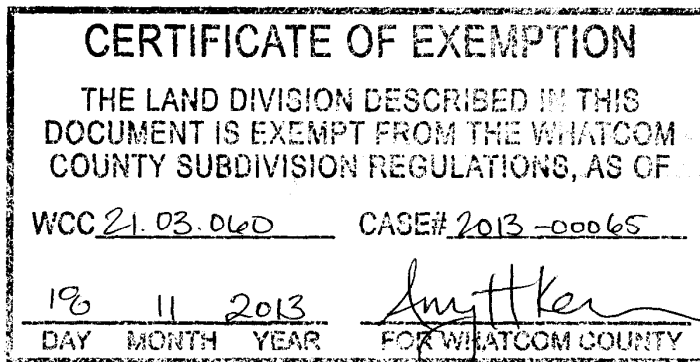 CERTIFICATE OF EXEMPTION
THE LAND DIVISION DESCRIBED IN THIS
DOCUMENT IS EXEMPT FROM THE WHATCOM
COUNTY SUBDIVISION REGULATIONS, AS OF
WCC 21.03.060 CASE# 2013-00065
18 11 2013
DAY MONTH YEAR FOR WHATCOM COUNTY